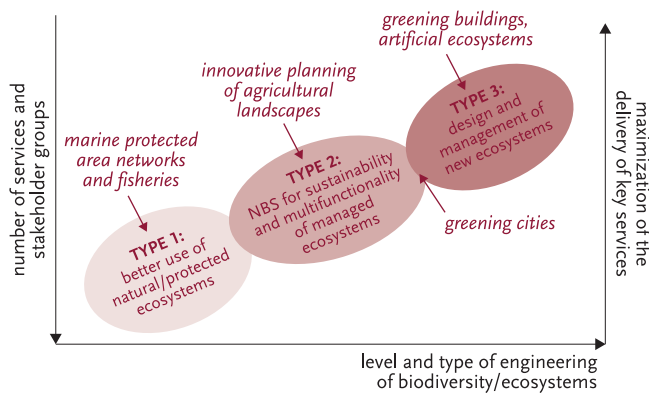 greening buildings,
artificial ecosystems
innovative planning
of agricultural
landscapes
marine protected
area networks
and fisheries
TYPE 3:
design and
management of
new ecosystems
TYPE 2:
NBS for sustainability
and multifunctionality
of managed
ecosystems
greening cities
TYPE 1:
better use of
natural/protected
ecosystems
number of services and
stakeholder groups
maximization of the
delivery of key services
level and type of engineering
of biodiversity/ecosystems